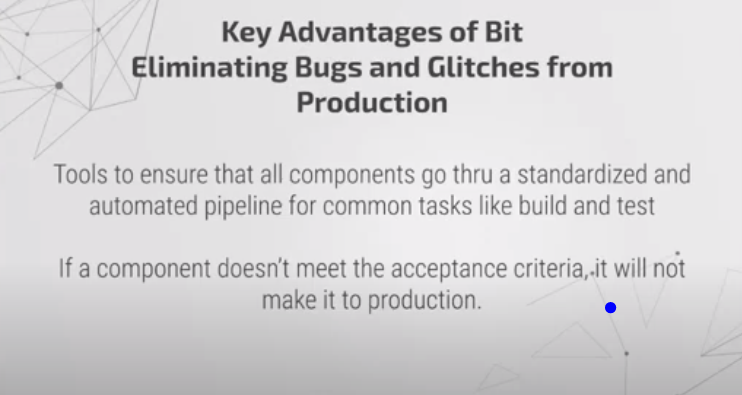 Key Advantages of Bit
Eliminating Bugs and Glitches from
Production
Tools to ensure that all components go thru a standardized and
automated pipeline for common tasks like build and test
If a component doesn't meet the acceptance criteria, it will not
make it to production.